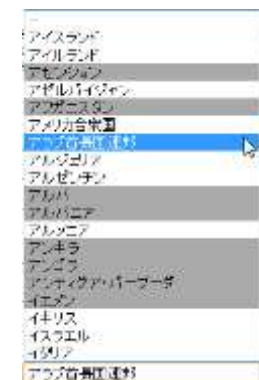 アイスランド
アイルランド
アセンション
アゼルバイジャン
アフガニスタン
アメリカ合衆国
アラブ首長国連邦
アルジェリア
アルゼンチン
アルバ
アルバニア
アルメニア
アンギラ
アンゴラ
アンティグア・バーブーダ
イエメン
イギリス
イスラエル
イタリア
アラブ首長国連邦